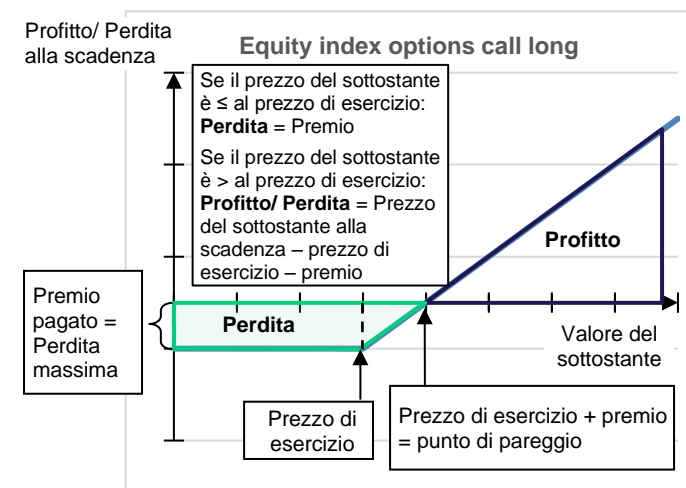 Profitto/ Perdita
alla scadenza
Equity index options call long
Se il prezzo del sottostante
è ≤ al prezzo di esercizio:
Perdita = Premio
Se il prezzo del sottostante
è > al prezzo di esercizio:
Profitto/ Perdita = Prezzo
del sottostante alla
scadenza – prezzo di
esercizio – premio
Profitto
Premio
pagato =
Perdita
massima
Perdita
Valore del
sottostante
Prezzo di
esercizio
Prezzo di esercizio + premio
= punto di pareggio